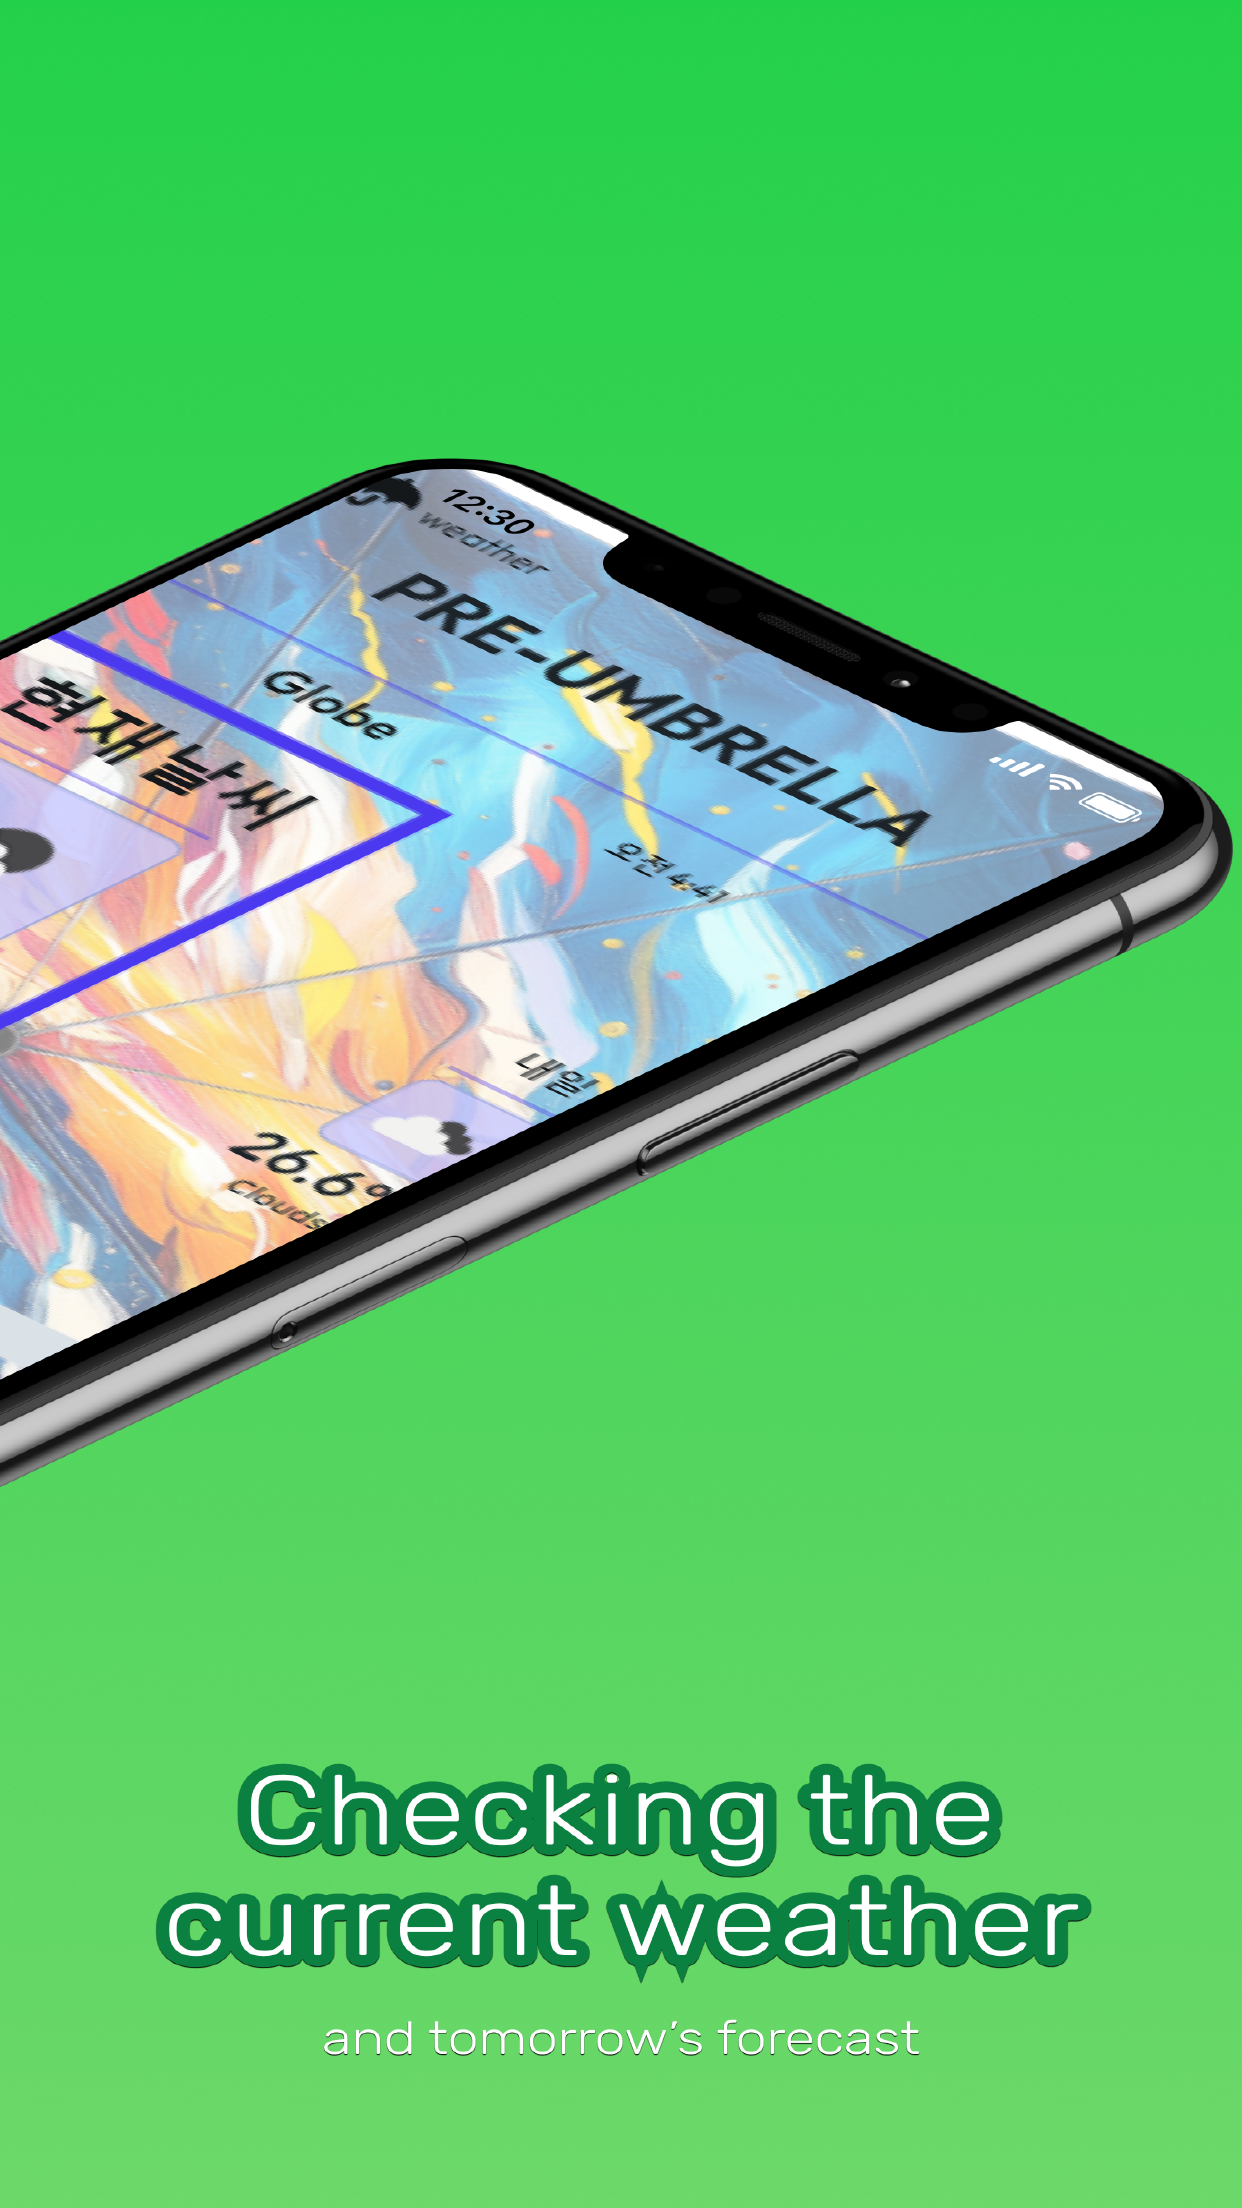 12:30
weather
PRE-UMBRELLA
Globe
오전 4:41
현재날씨
내일
26.6°
clouds
Checking the
current weather
and tomorrow's forecast